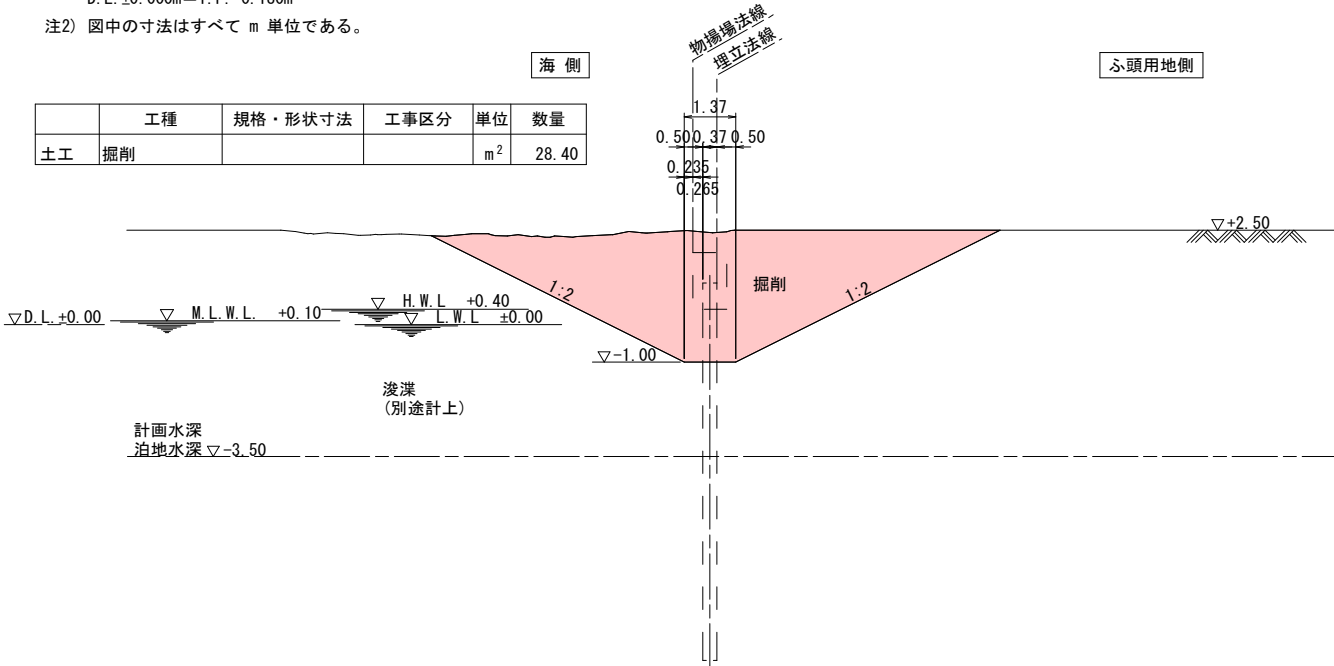 D.L.±0.000m=T.P.-0.180m
注2) 図中の寸法はすべて m 単位である。
物揚場法線
埋立法線
海 側
ふ頭用地側
工種 規格・形状寸法 工事区分 単位 数量
土工 掘削 m² 28.40
1.37
0.50 0.37 0.50
0.235
0.265
▽+2.50
1:2
掘削
1:2
▽D.L.±0.00
▽ M.L.W.L. +0.10
▽ H.W.L +0.40
▽ L.W.L ±0.00
▽-1.00
浚渫
(別途計上)
計画水深
泊地水深 ▽-3.50